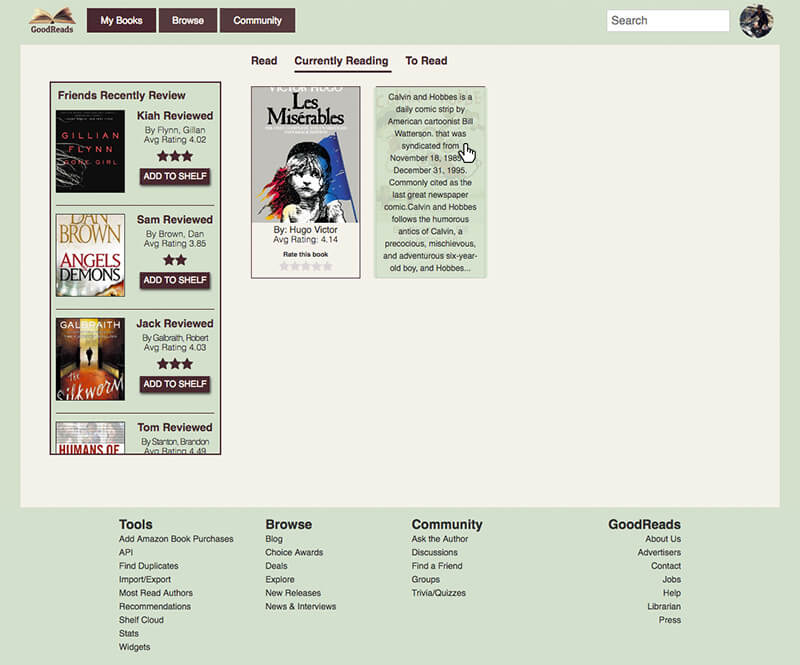 GoodReads
My Books
Browse
Community
Search
Read
Currently Reading
To Read
Friends Recently Review
GILLIAN
FLYNN
GONE GIRL
Kiah Reviewed
By Flynn, Gillan
Avg Rating 4.02
ADD TO SHELF
DAN
BROWN
ANGELS
DEMONS
Sam Reviewed
By Brown, Dan
Avg Rating 3.85
ADD TO SHELF
GALBRAITH
the
Silkworm
Jack Reviewed
By Galbraith, Robert
Avg Rating 4.03
ADD TO SHELF
HUMANS OF
Tom Reviewed
By Stanton, Brandon
Avg Rating 4.49
VICTOR HUGO
Les
Misérables
By: Hugo Victor
Avg Rating: 4.14
Rate this book
Calvin and Hobbes is a
daily comic strip by
American cartoonist Bill
Watterson. that was
syndicated from
November 18, 1985
December 31, 1995.
Commonly cited as the
last great newspaper
comic.Calvin and Hobbes
follows the humorous
antics of Calvin, a
precocious, mischievous,
and adventurous six-year-
old boy, and Hobbes...
Tools
Add Amazon Book Purchases
API
Find Duplicates
Import/Export
Most Read Authors
Recommendations
Shelf Cloud
Stats
Widgets
Browse
Blog
Choice Awards
Deals
Explore
New Releases
News & Interviews
Community
Ask the Author
Discussions
Find a Friend
Groups
Trivia/Quizzes
GoodReads
About Us
Advertisers
Contact
Jobs
Help
Librarian
Press